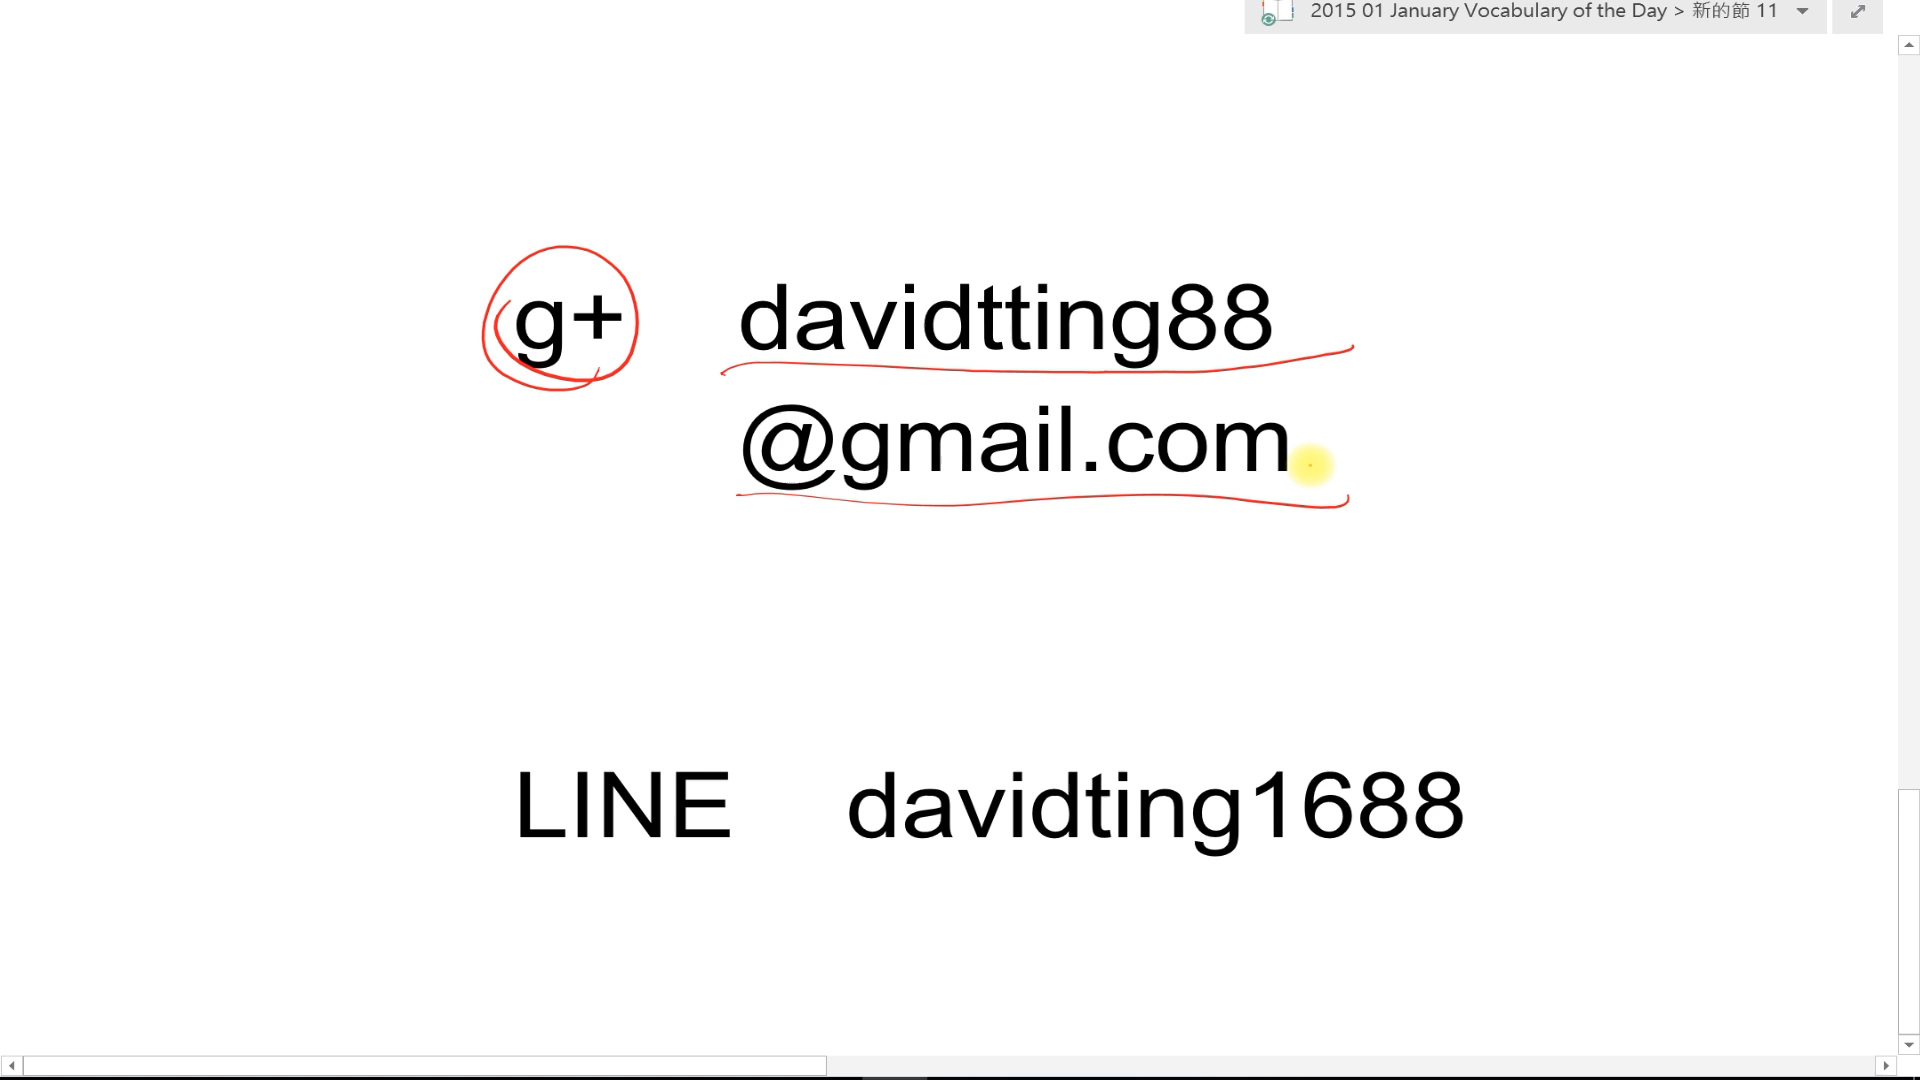 2015 01 January Vocabulary of the Day > 新的節 11
g+ davidtting88
@gmail.com
LINE davidting1688